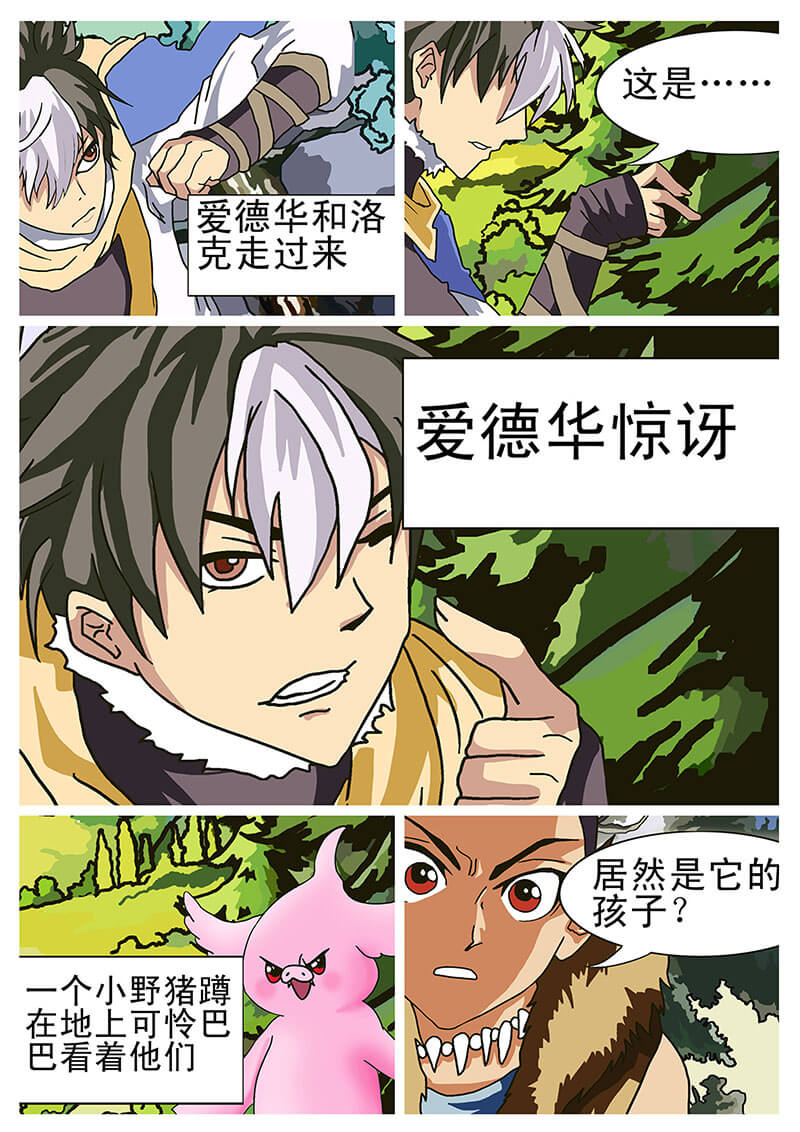 爱德华和洛
克走过来
这是……
爱德华惊讶
一个小野猪蹲
在地上可怜巴
巴看着他们
居然是它的
孩子？